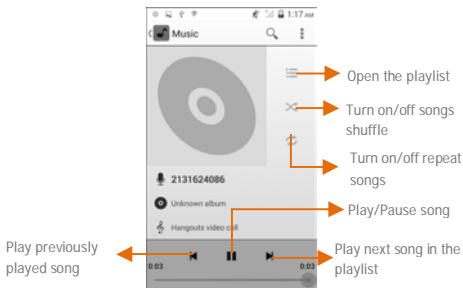 1:17 AM
Music
Open the playlist
Turn on/off songs
shuffle
Turn on/off repeat
songs
2131624086
Unknown album
Hangouts video call
Play/Pause song
Play previously
played song
Play next song in the
playlist
0:03
0:03